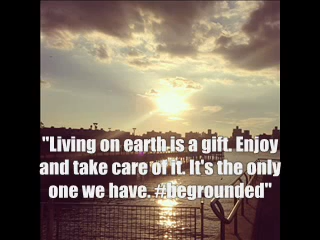 "Living on earth is a gift. Enjoy
and take care of it. It's the only
one we have. #begrounded"